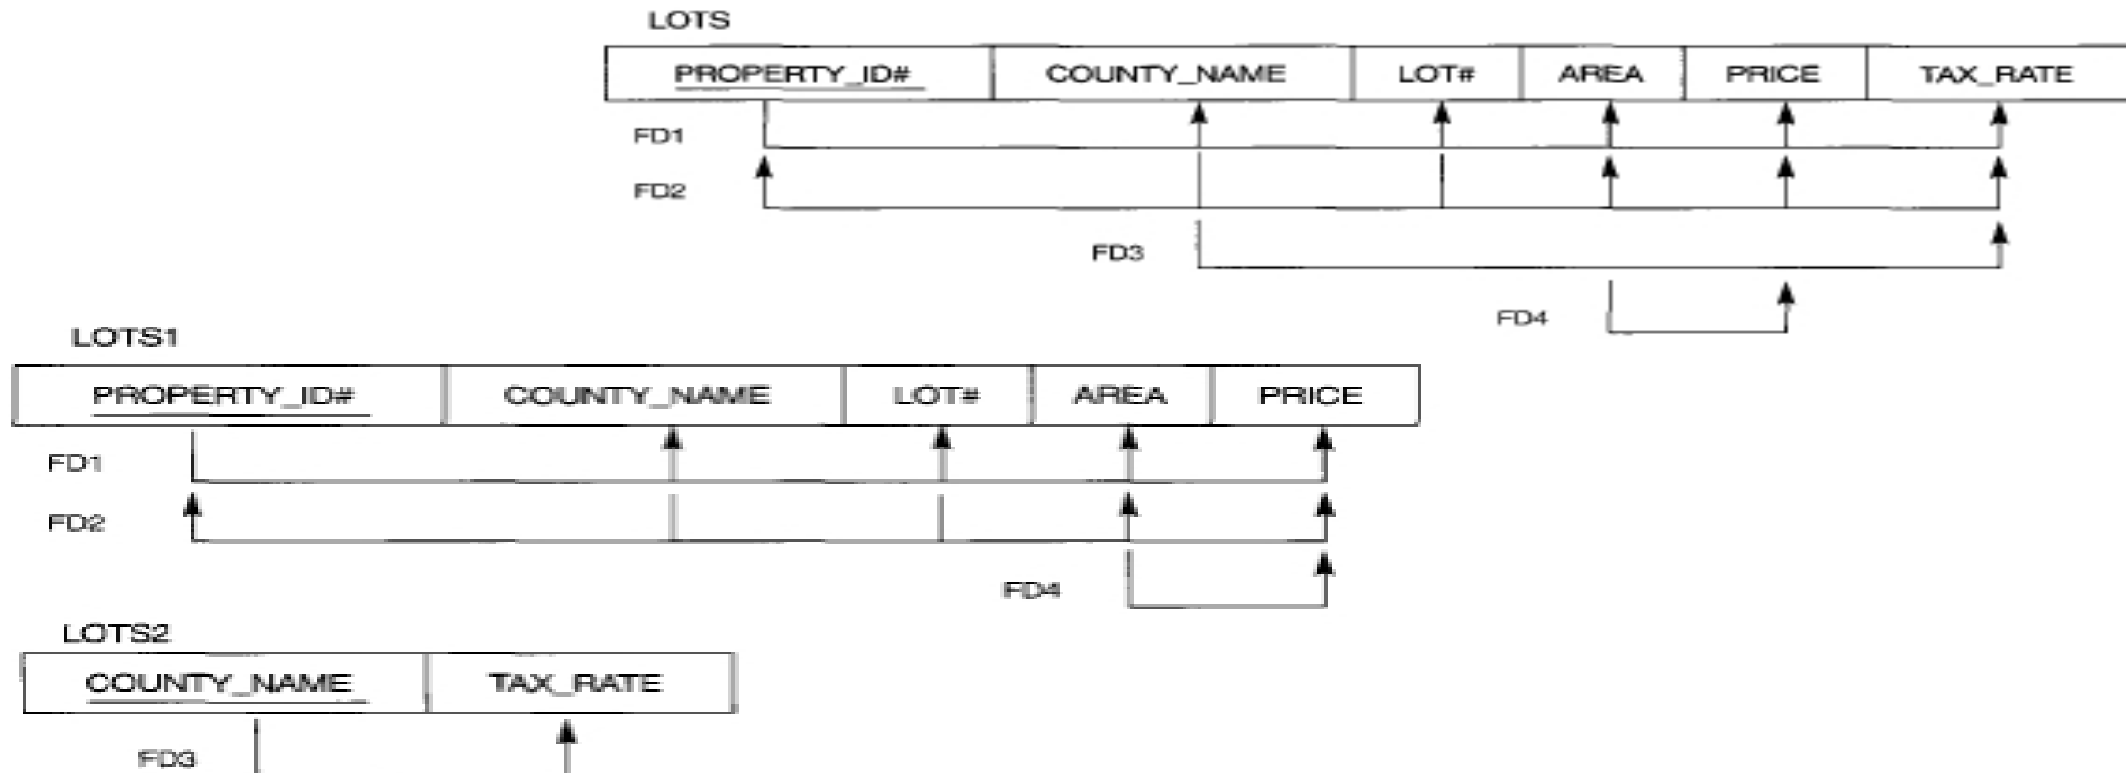 LOTS
PROPERTY_ID# COUNTY_NAME LOT# AREA PRICE TAX_RATE
FD1
FD2
FD3
FD4
LOTS1
PROPERTY_ID# COUNTY_NAME LOT# AREA PRICE
FD1
FD2
FD4
LOTS2
COUNTY_NAME TAX_RATE
FD3